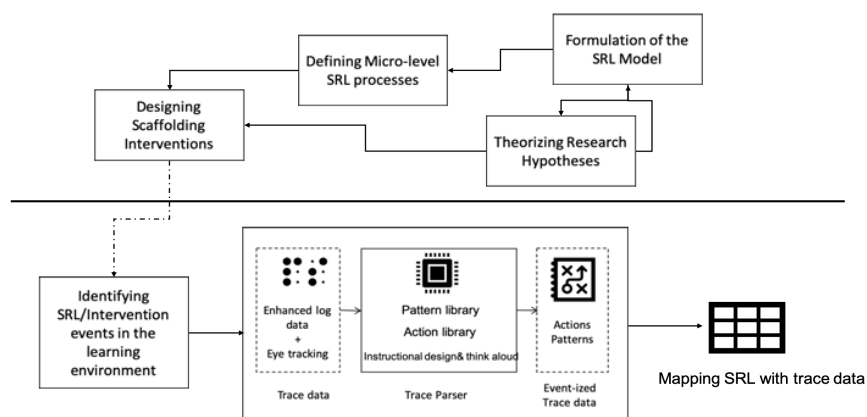 Formulation of the
SRL Model
Defining Micro-level
SRL processes
Designing
Scaffolding
Interventions
Theorizing Research
Hypotheses
Identifying
SRL/Intervention
events in the
learning
environment
Enhanced log
data
+
Eye tracking
Trace data
Pattern library
Action library
Instructional design& think aloud
Trace Parser
Actions
Patterns
Event-ized
Trace data
Mapping SRL with trace data